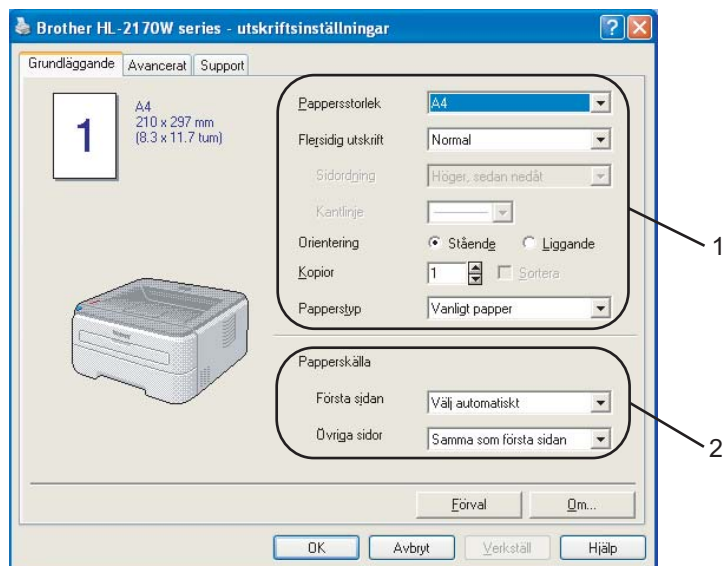 Brother HL-2170W series - utskriftsinställningar
Grundläggande Avancerat Support
1
A4
210 x 297 mm
(8.3 x 11.7 tum)
Pappersstorlek A4
Flersidig utskrift Normal
Sidordning Höger, sedan nedåt
Kantlinje
Orientering Stående Liggande
Kopior 1 Sortera
Papperstyp Vanligt papper
1
Papperskälla
Första sidan Välj automatiskt
Övriga sidor Samma som första sidan
2
Förval Om...
OK Avbryt Verkställ Hjälp